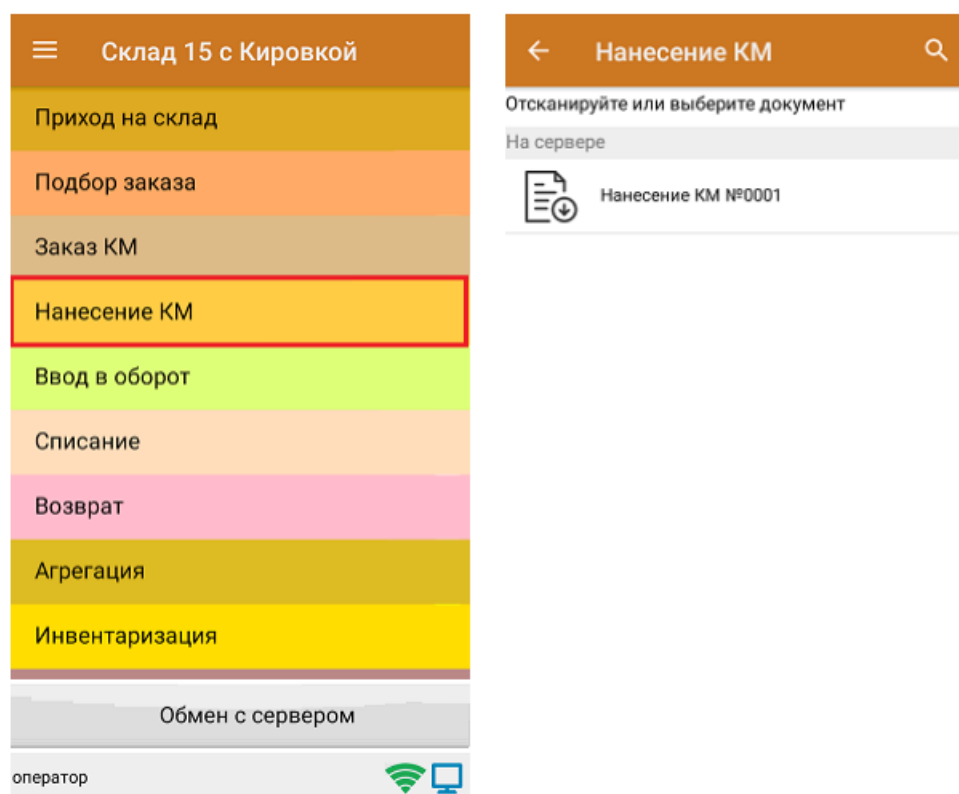 Склад 15 с Кировкой
Приход на склад
Подбор заказа
Заказ КМ
Нанесение КМ
Ввод в оборот
Списание
Возврат
Агрегация
Инвентаризация
Обмен с сервером
оператор
Нанесение КМ
Отсканируйте или выберите документ
На сервере
Нанесение КМ №0001